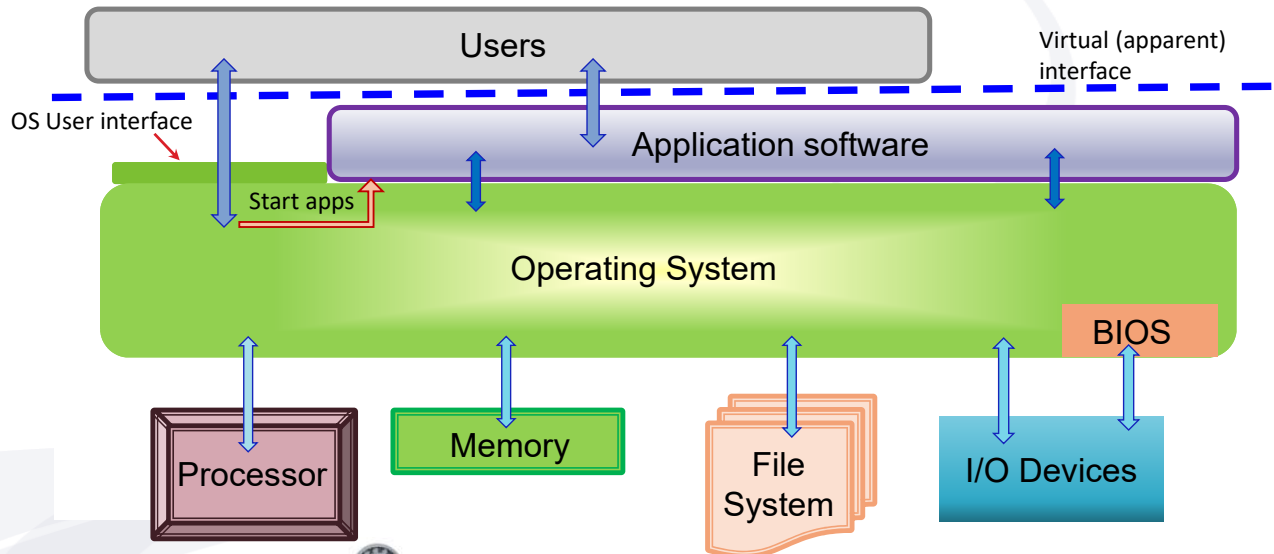 Users
Virtual (apparent)
interface
OS User interface
Application software
Start apps
Operating System
BIOS
Processor
Memory
File
System
I/O Devices